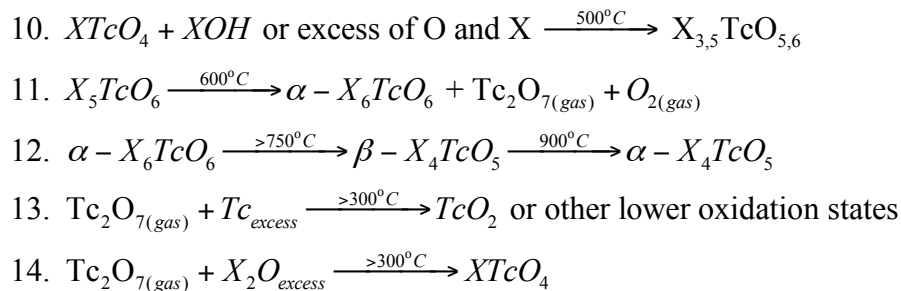 10. XTcO₄ + XOH or excess of O and X —500°C→ X₃,₅TcO₅,₆
11. X₅TcO₆ —600°C→ α – X₆TcO₆ + Tc₂O₇(gas) + O₂(gas)
12. α – X₆TcO₆ —>750°C→ β – X₄TcO₅ —900°C→ α – X₄TcO₅
13. Tc₂O₇(gas) + Tc_excess —>300°C→ TcO₂ or other lower oxidation states
14. Tc₂O₇(gas) + X₂O_excess —>300°C→ XTcO₄